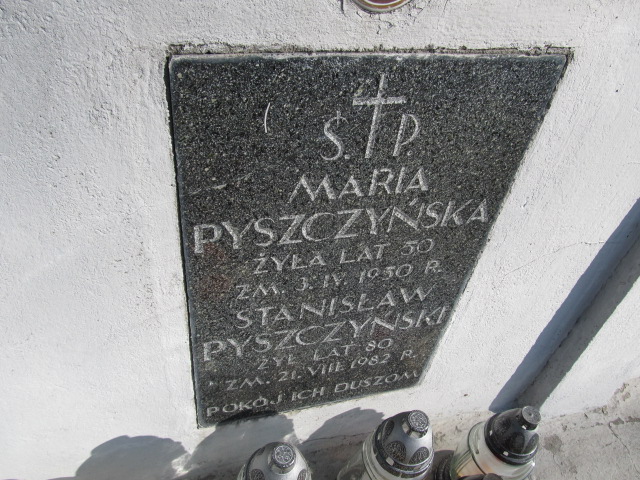 Ś. P.
MARIA
PYSZCZYŃSKA
ŻYŁA LAT 50
ZM. 3. IV. 1950 R.
STANISŁAW
PYSZCZYŃSKI
ŻYŁ LAT 80
ZM. 21. VIII. 1982 R.
POKÓJ ICH DUSZOM